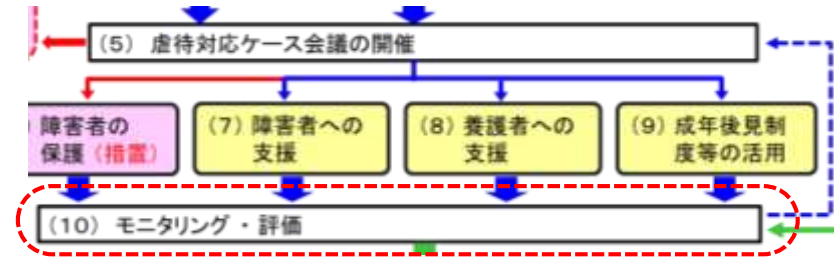 (5) 虐待対応ケース会議の開催
) 障害者の
保護(措置)
(7) 障害者への
支援
(8) 養護者への
支援
(9) 成年後見制
度等の活用
(10) モニタリング・評価